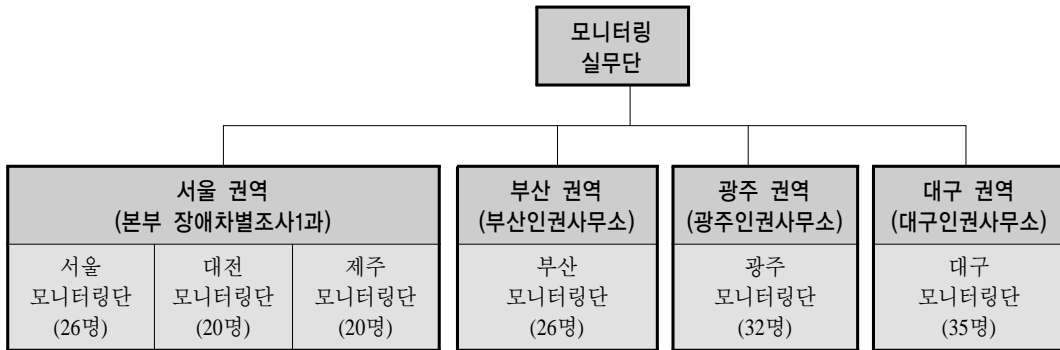 모니터링
실무단
서울 권역
(본부 장애차별조사1과)
서울
모니터링단
(26명)
대전
모니터링단
(20명)
제주
모니터링단
(20명)
부산 권역
(부산인권사무소)
부산
모니터링단
(26명)
광주 권역
(광주인권사무소)
광주
모니터링단
(32명)
대구 권역
(대구인권사무소)
대구
모니터링단
(35명)